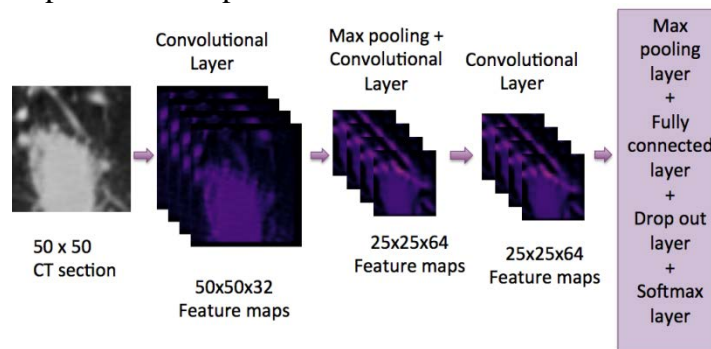 Convolutional
Layer
Max pooling +
Convolutional
Layer
Convolutional
Layer
Max
pooling
layer
+
Fully
connected
layer
+
Drop out
layer
+
Softmax
layer
50 x 50
CT section
50x50x32
Feature maps
25x25x64
Feature maps
25x25x64
Feature maps